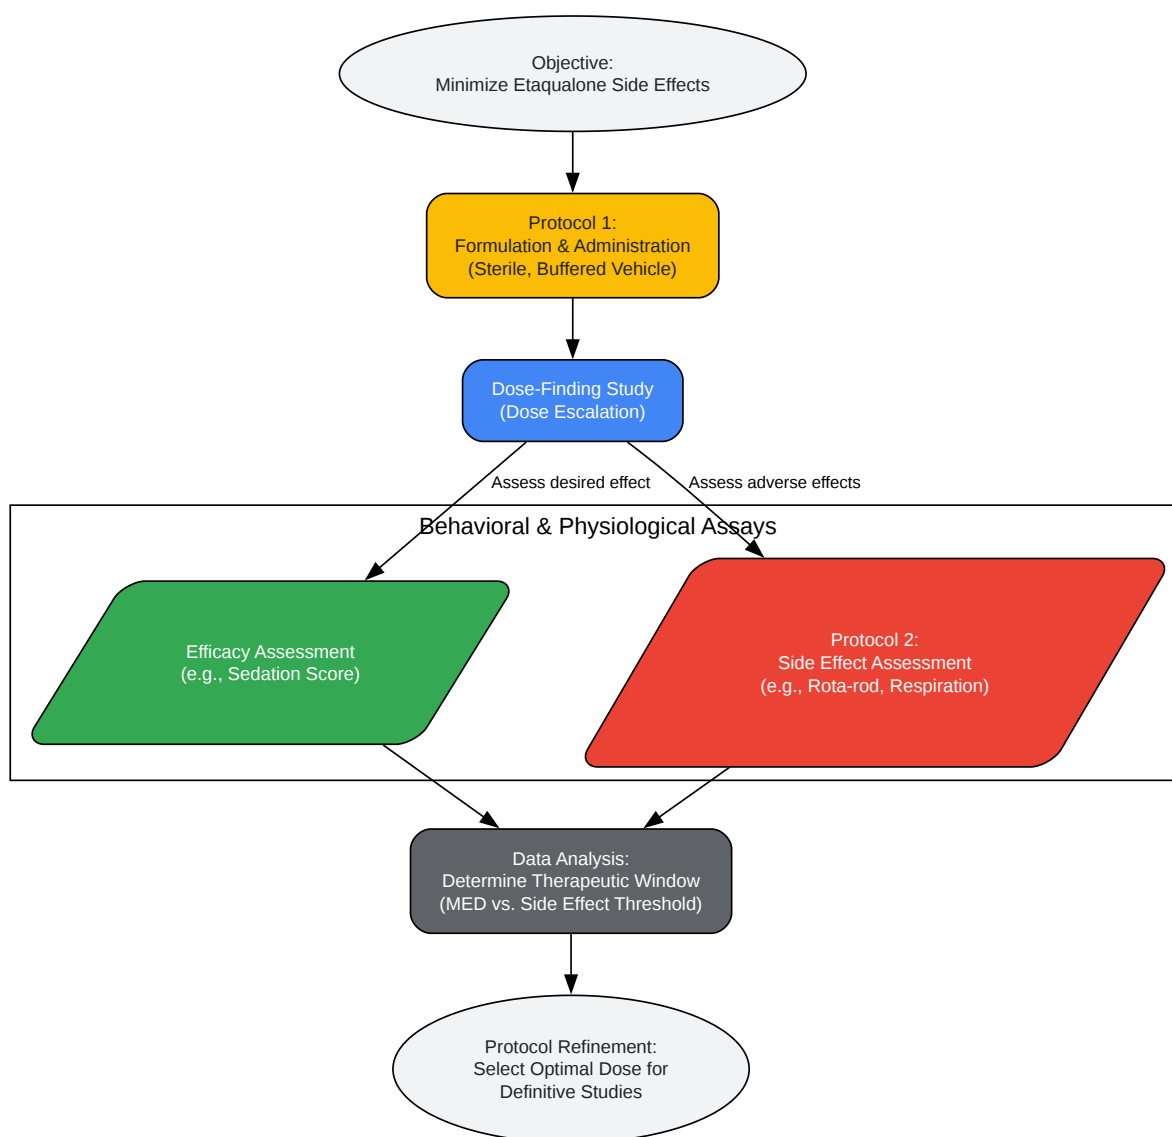 Objective:
Minimize Etaqualone Side Effects
Protocol 1:
Formulation & Administration
(Sterile, Buffered Vehicle)
Dose-Finding Study
(Dose Escalation)
Assess desired effect
Assess adverse effects
Behavioral & Physiological Assays
Efficacy Assessment
(e.g., Sedation Score)
Protocol 2:
Side Effect Assessment
(e.g., Rota-rod, Respiration)
Data Analysis:
Determine Therapeutic Window
(MED vs. Side Effect Threshold)
Protocol Refinement:
Select Optimal Dose for
Definitive Studies